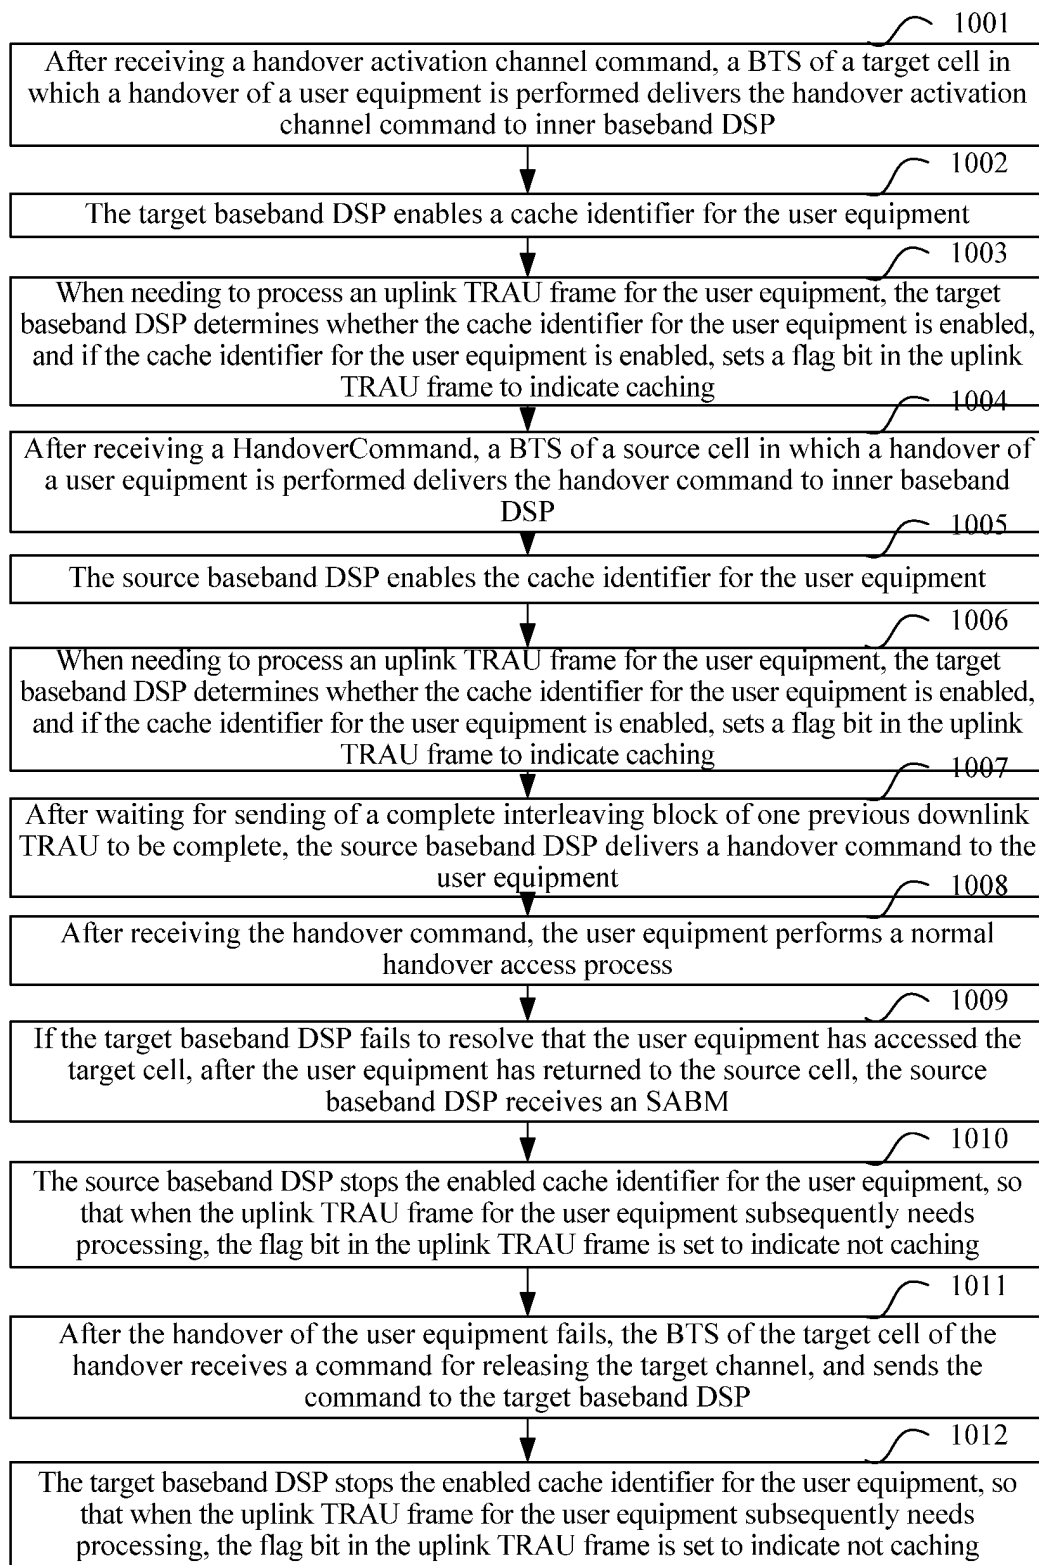 1001
After receiving a handover activation channel command, a BTS of a target cell in
which a handover of a user equipment is performed delivers the handover activation
channel command to inner baseband DSP
1002
The target baseband DSP enables a cache identifier for the user equipment
1003
When needing to process an uplink TRAU frame for the user equipment, the target
baseband DSP determines whether the cache identifier for the user equipment is enabled,
and if the cache identifier for the user equipment is enabled, sets a flag bit in the uplink
TRAU frame to indicate caching
1004
After receiving a HandoverCommand, a BTS of a source cell in which a handover of
a user equipment is performed delivers the handover command to inner baseband
DSP
1005
The source baseband DSP enables the cache identifier for the user equipment
1006
When needing to process an uplink TRAU frame for the user equipment, the target
baseband DSP determines whether the cache identifier for the user equipment is enabled,
and if the cache identifier for the user equipment is enabled, sets a flag bit in the uplink
TRAU frame to indicate caching
1007
After waiting for sending of a complete interleaving block of one previous downlink
TRAU to be complete, the source baseband DSP delivers a handover command to the
user equipment
1008
After receiving the handover command, the user equipment performs a normal
handover access process
1009
If the target baseband DSP fails to resolve that the user equipment has accessed the
target cell, after the user equipment has returned to the source cell, the source
baseband DSP receives an SABM
1010
The source baseband DSP stops the enabled cache identifier for the user equipment, so
that when the uplink TRAU frame for the user equipment subsequently needs
processing, the flag bit in the uplink TRAU frame is set to indicate not caching
1011
After the handover of the user equipment fails, the BTS of the target cell of the
handover receives a command for releasing the target channel, and sends the
command to the target baseband DSP
1012
The target baseband DSP stops the enabled cache identifier for the user equipment, so
that when the uplink TRAU frame for the user equipment subsequently needs
processing, the flag bit in the uplink TRAU frame is set to indicate not caching